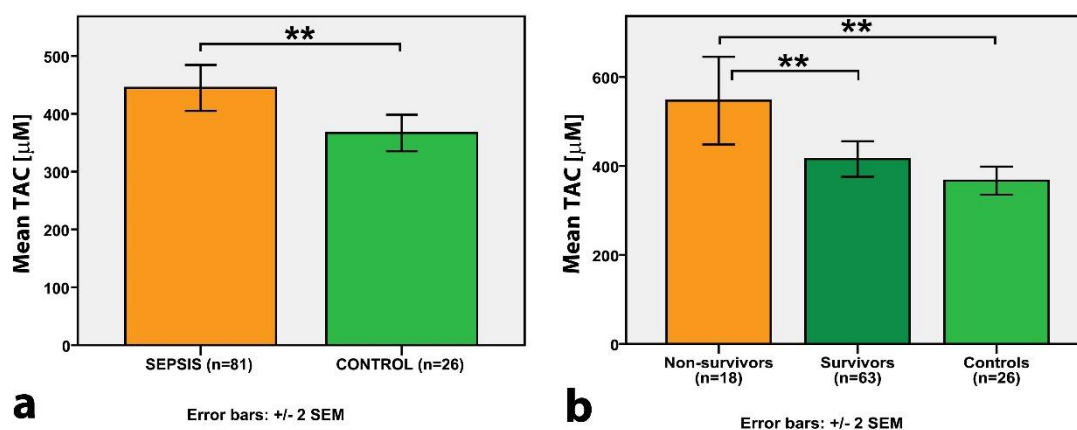 **
Mean TAC [µM]
500
400
300
200
100
0
SEPSIS (n=81) CONTROL (n=26)
a
Error bars: +/- 2 SEM
**
**
Mean TAC [µM]
600
400
200
0
Non-survivors Survivors Controls
(n=18) (n=63) (n=26)
b
Error bars: +/- 2 SEM